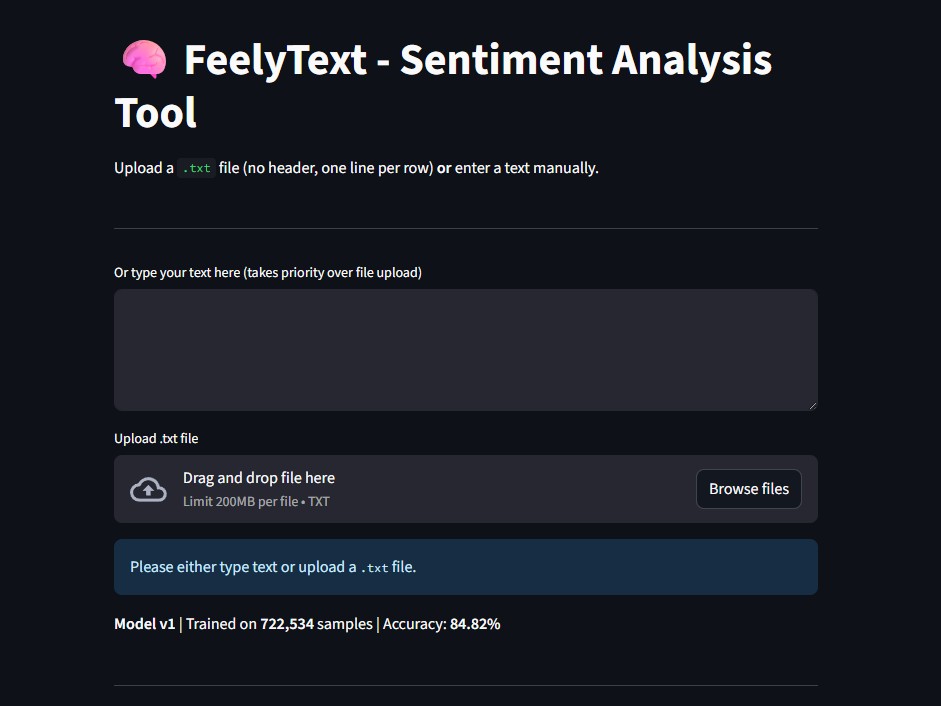 FeelyText - Sentiment Analysis
Tool
Upload a .txt file (no header, one line per row) or enter a text manually.
Or type your text here (takes priority over file upload)
Upload .txt file
Drag and drop file here
Limit 200MB per file • TXT
Browse files
Please either type text or upload a .txt file.
Model v1 | Trained on 722,534 samples | Accuracy: 84.82%